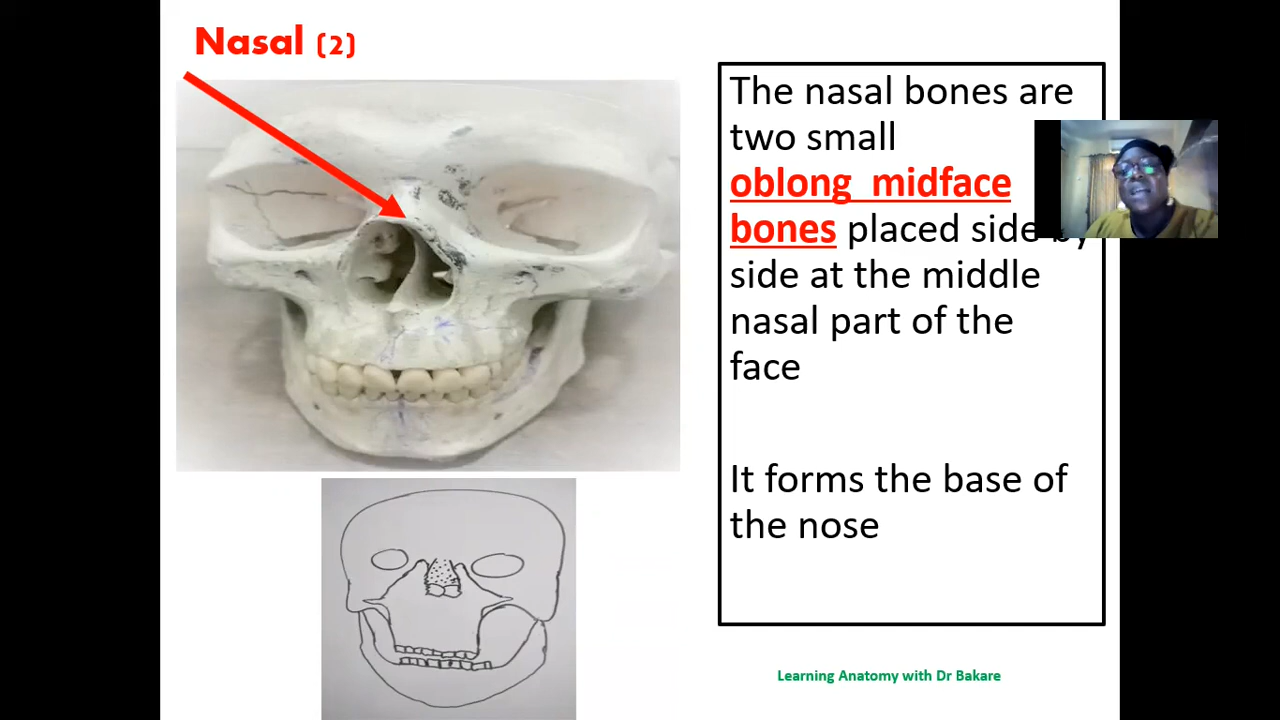 Nasal (2)
The nasal bones are
two small
oblong midface
bones placed side by
side at the middle
nasal part of the
face
It forms the base of
the nose
Learning Anatomy with Dr Bakare